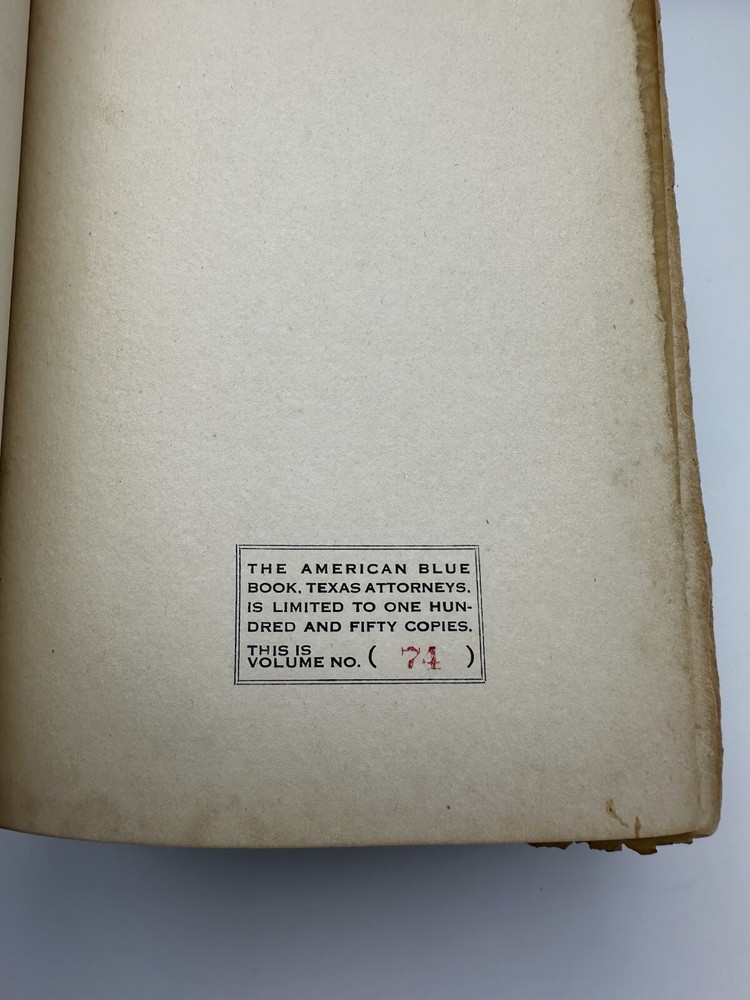 THE AMERICAN BLUE
BOOK, TEXAS ATTORNEYS,
IS LIMITED TO ONE HUN-
DRED AND FIFTY COPIES.
THIS IS
VOLUME NO. ( 74 )